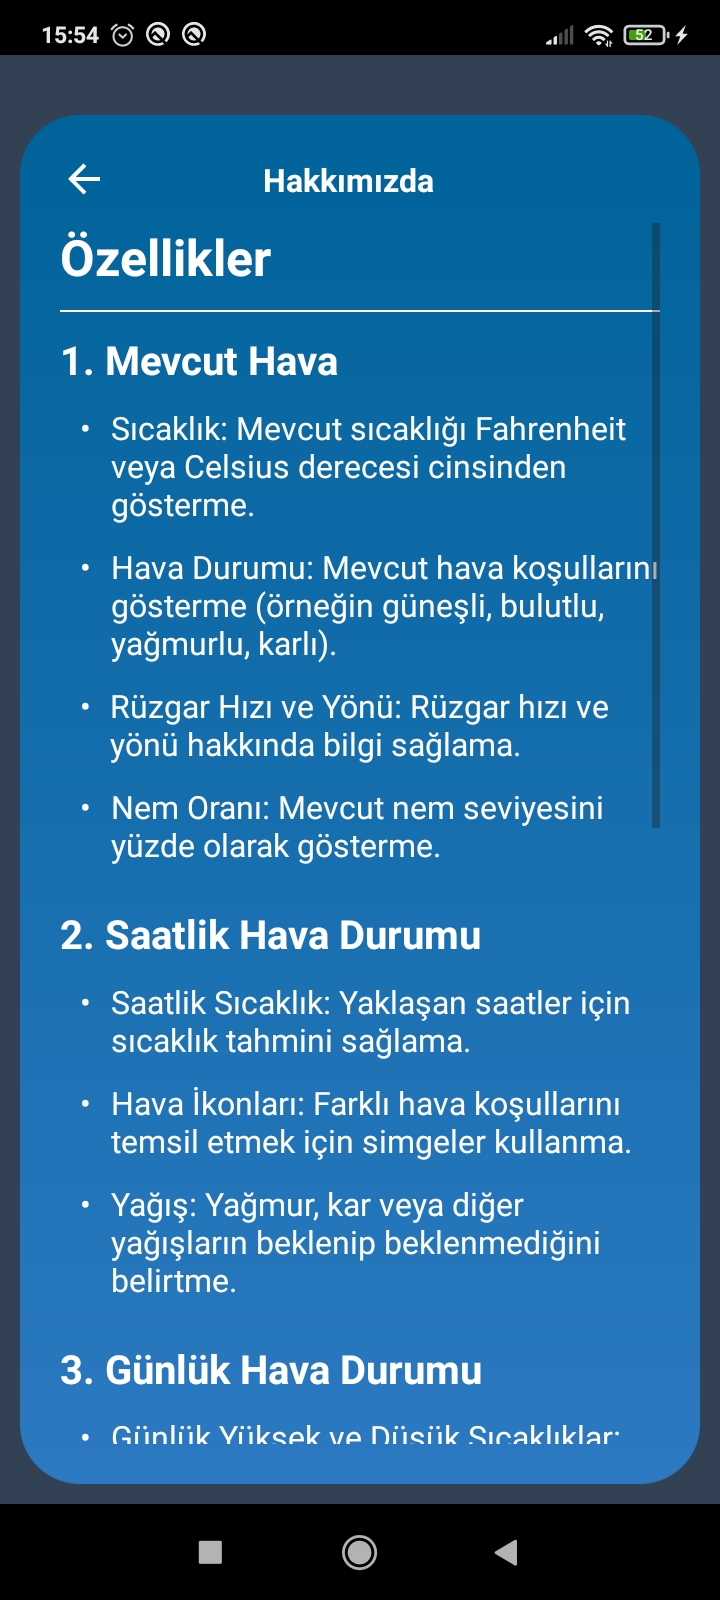 15:54
52
Hakkımızda
Özellikler
1. Mevcut Hava
• Sıcaklık: Mevcut sıcaklığı Fahrenheit
veya Celsius derecesi cinsinden
gösterme.
• Hava Durumu: Mevcut hava koşullarını
gösterme (örneğin güneşli, bulutlu,
yağmurlu, karlı).
• Rüzgar Hızı ve Yönü: Rüzgar hızı ve
yönü hakkında bilgi sağlama.
• Nem Oranı: Mevcut nem seviyesini
yüzde olarak gösterme.
2. Saatlik Hava Durumu
• Saatlik Sıcaklık: Yaklaşan saatler için
sıcaklık tahmini sağlama.
• Hava İkonları: Farklı hava koşullarını
temsil etmek için simgeler kullanma.
• Yağış: Yağmur, kar veya diğer
yağışların beklenip beklenmediğini
belirtme.
3. Günlük Hava Durumu
• Günlük Yüksek ve Düşük Sıcaklıklar: